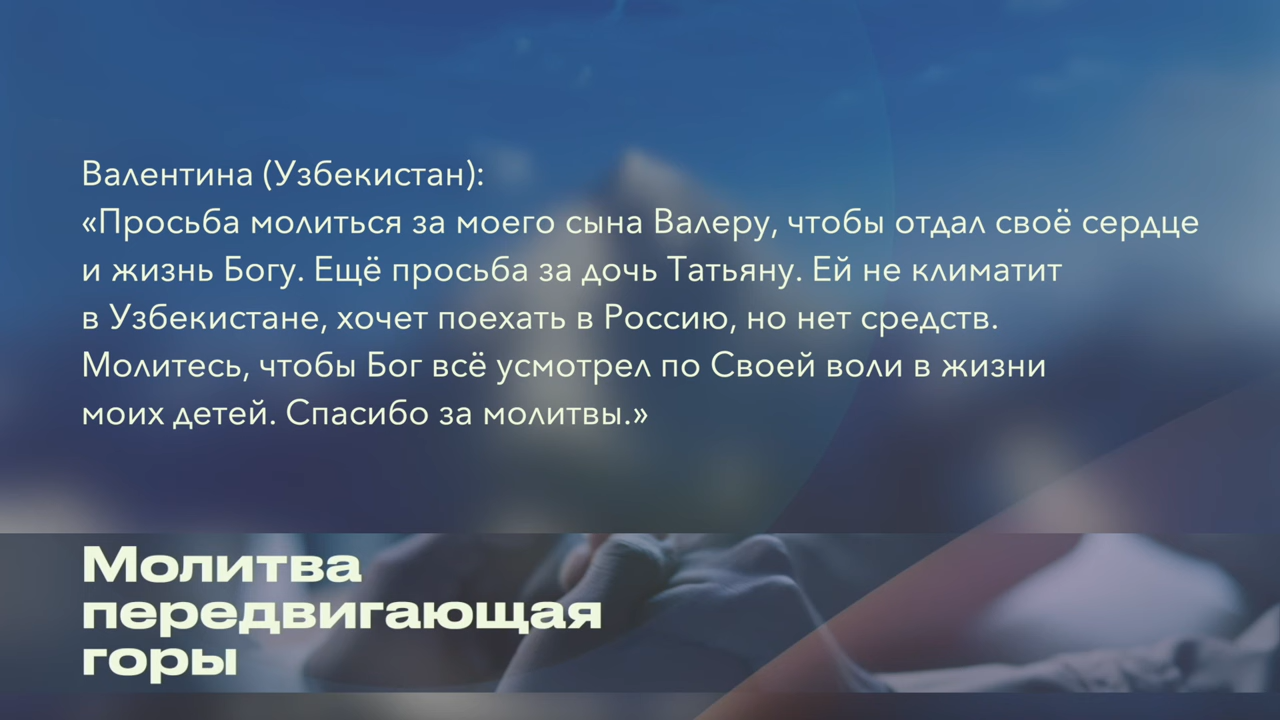 Валентина (Узбекистан):
«Просьба молиться за моего сына Валеру, чтобы отдал своё сердце
и жизнь Богу. Ещё просьба за дочь Татьяну. Ей не климатит
в Узбекистане, хочет поехать в Россию, но нет средств.
Молитесь, чтобы Бог всё усмотрел по Своей воли в жизни
моих детей. Спасибо за молитвы.»
Молитва
передвигающая
горы